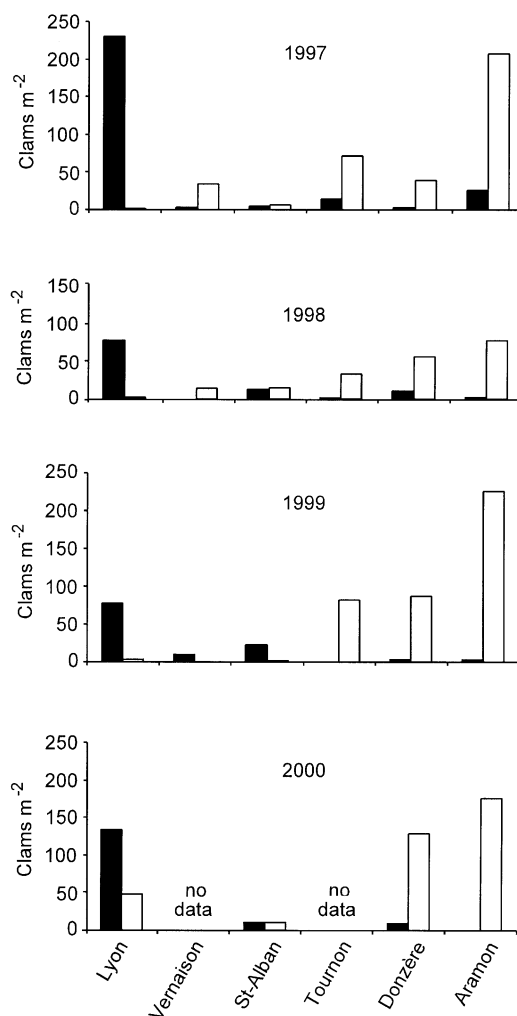 250
200
150
100
50
0
Clams m⁻²
1997
150
100
50
0
Clams m⁻²
1998
250
200
150
100
50
0
Clams m⁻²
1999
250
200
150
100
50
0
Clams m⁻²
2000
no
data
no
data
Lyon
Vernaison
St-Alban
Tournon
Donzère
Aramon